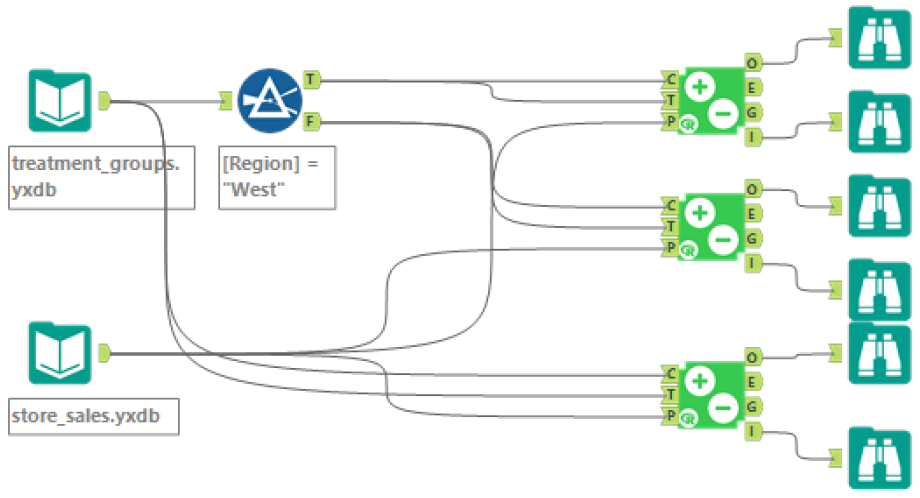 T
F
treatment_groups.
yxdb
[Region] =
"West"
C
T
P
R
O
E
G
I
C
T
P
R
O
E
G
I
store_sales.yxdb
C
T
P
R
O
E
G
I